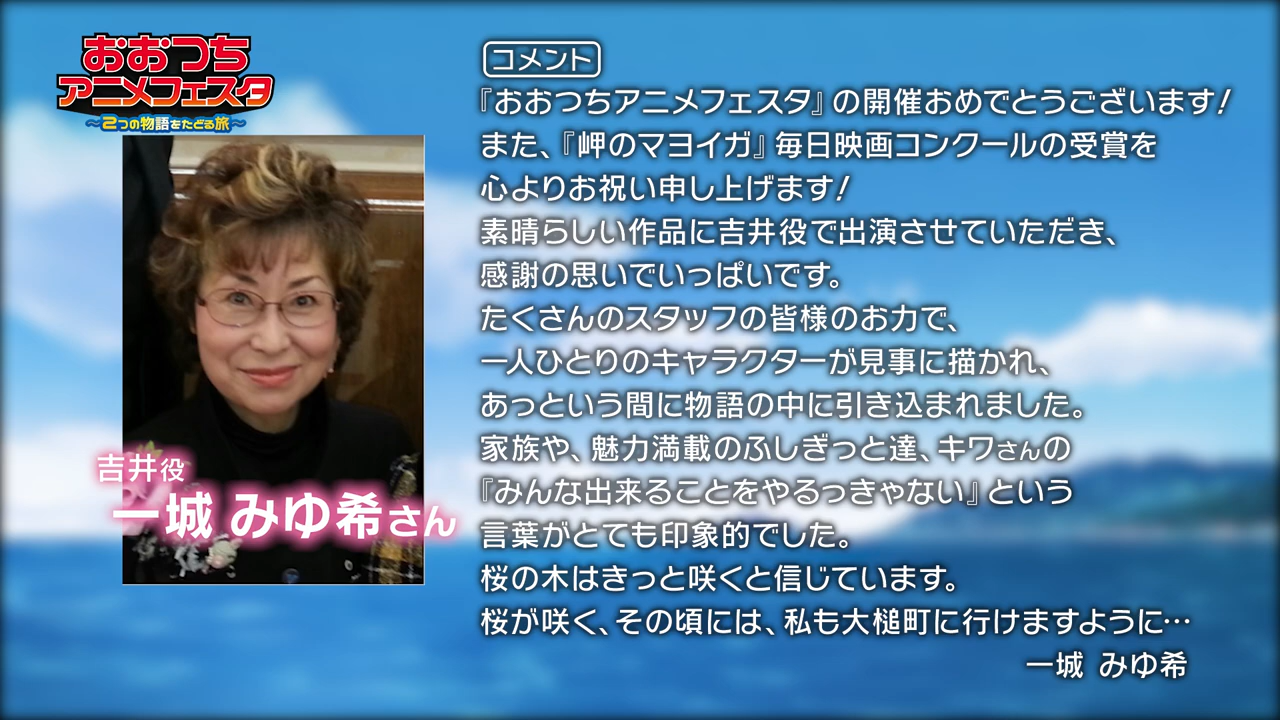 おおつち
アニメフェスタ
～2つの物語をたどる旅～
吉井役
一城 みゆ希さん
コメント
『おおつちアニメフェスタ』の開催おめでとうございます!
また、『岬のマヨイガ』毎日映画コンクールの受賞を
心よりお祝い申し上げます!
素晴らしい作品に吉井役で出演させていただき、
感謝の思いでいっぱいです。
たくさんのスタッフの皆様のお力で、
一人ひとりのキャラクターが見事に描かれ、
あっという間に物語の中に引き込まれました。
家族や、魅力満載のふしぎっと達、キワさんの
『みんな出来ることをやるっきゃない』という
言葉がとても印象的でした。
桜の木はきっと咲くと信じています。
桜が咲く、その頃には、私も大槌町に行けますように…
一城 みゆ希